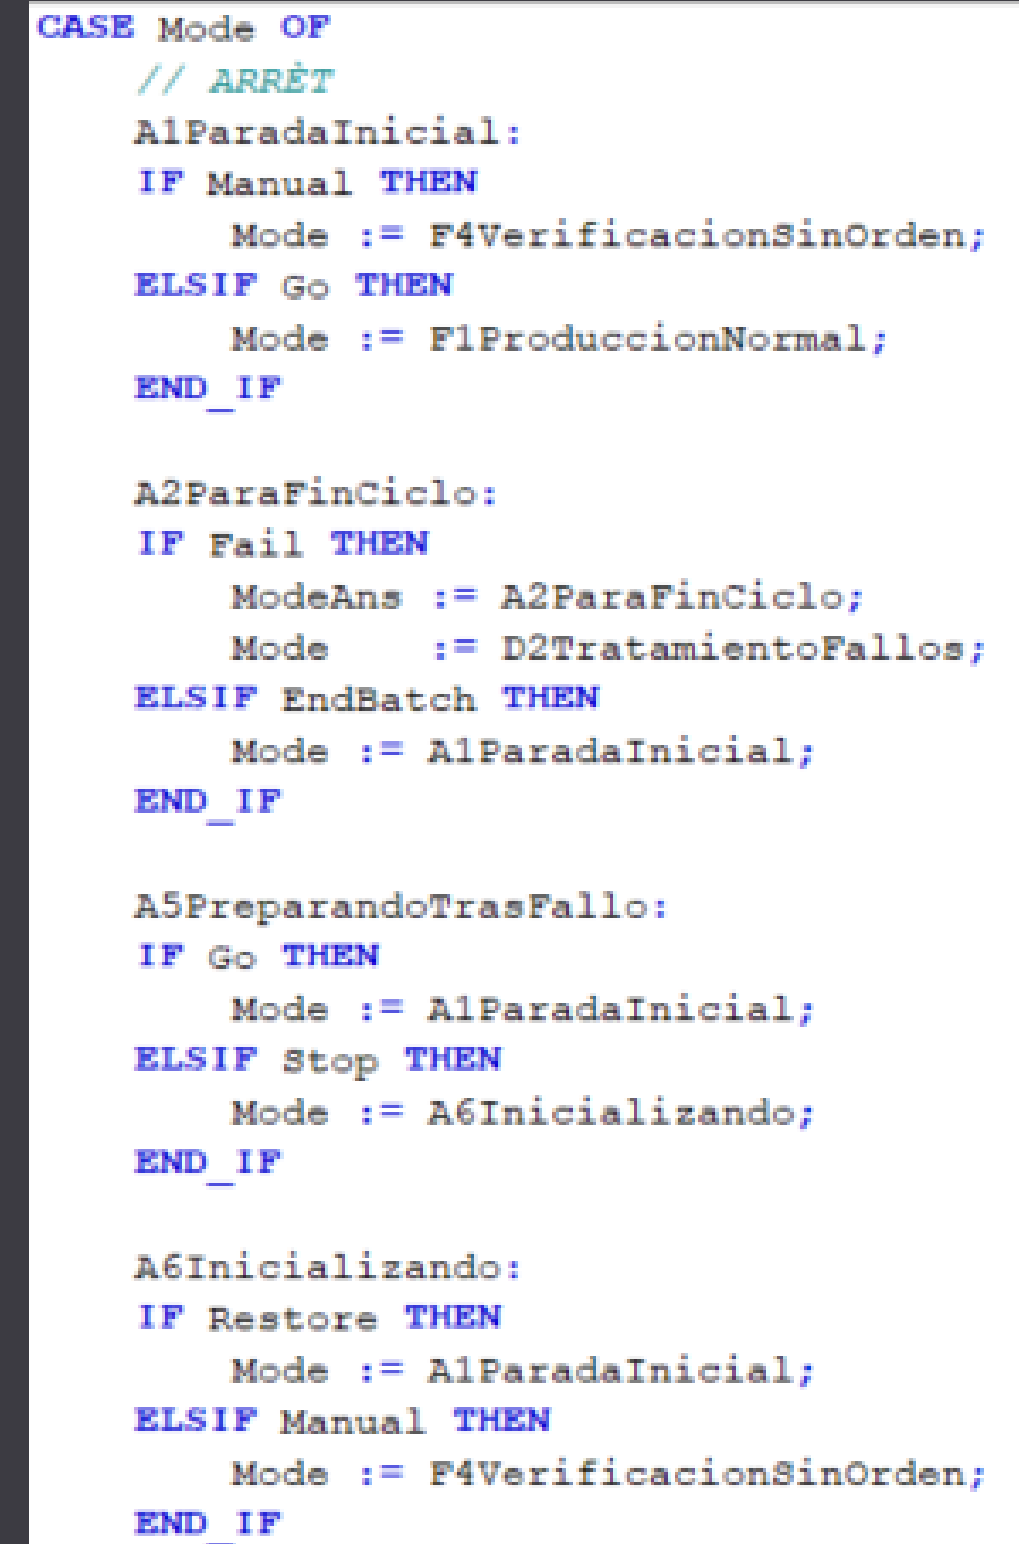 CASE Mode OF
// ARRÊT
A1ParadaInicial:
IF Manual THEN
Mode := F4VerificacionSinOrden;
ELSIF Go THEN
Mode := F1ProduccionNormal;
END_IF
A2ParaFinCiclo:
IF Fail THEN
ModeAns := A2ParaFinCiclo;
Mode := D2TratamientoFallos;
ELSIF EndBatch THEN
Mode := A1ParadaInicial;
END_IF
A5PreparandoTrasFallo:
IF Go THEN
Mode := A1ParadaInicial;
ELSIF Stop THEN
Mode := A6Inicializando;
END_IF
A6Inicializando:
IF Restore THEN
Mode := A1ParadaInicial;
ELSIF Manual THEN
Mode := F4VerificacionSinOrden;
END_IF